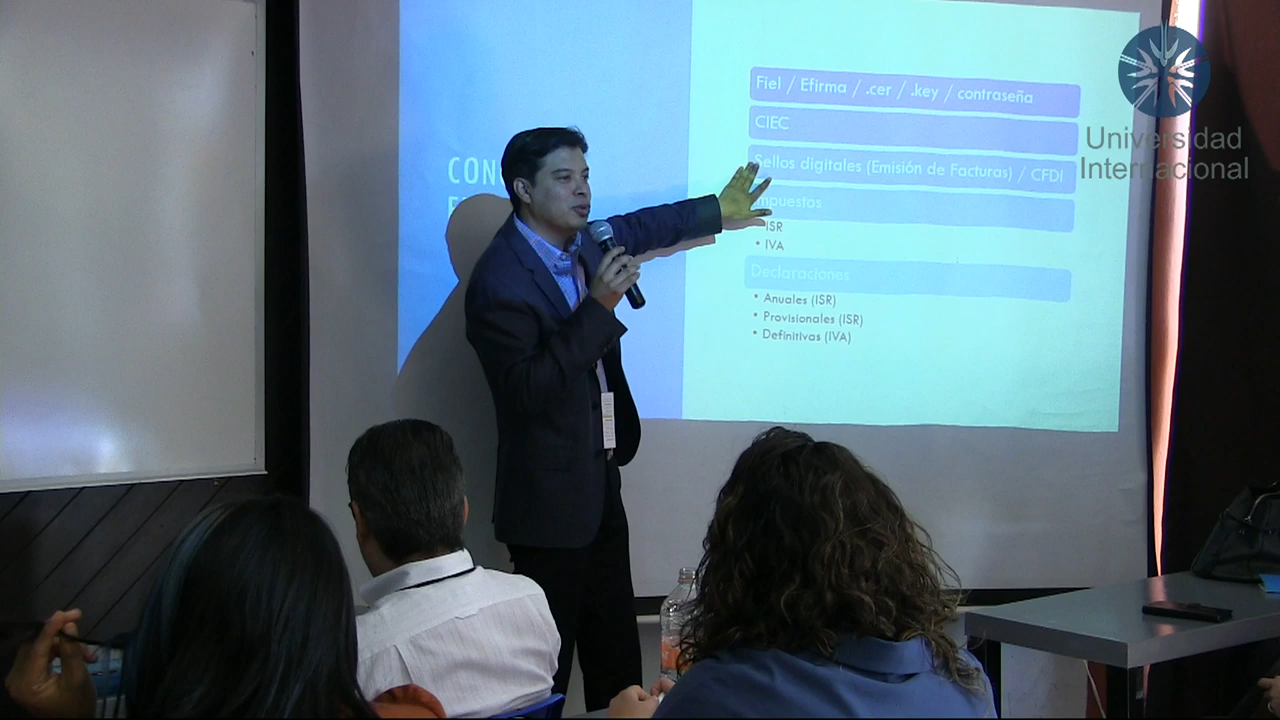 Universidad
Internacional
CON
Fiel / Efirma / .cer / .key / contraseña
CIEC
Sellos digitales (Emisión de Facturas) / CFDI
Impuestos
• ISR
• IVA
Declaraciones
• Anuales (ISR)
• Provisionales (ISR)
• Definitivas (IVA)